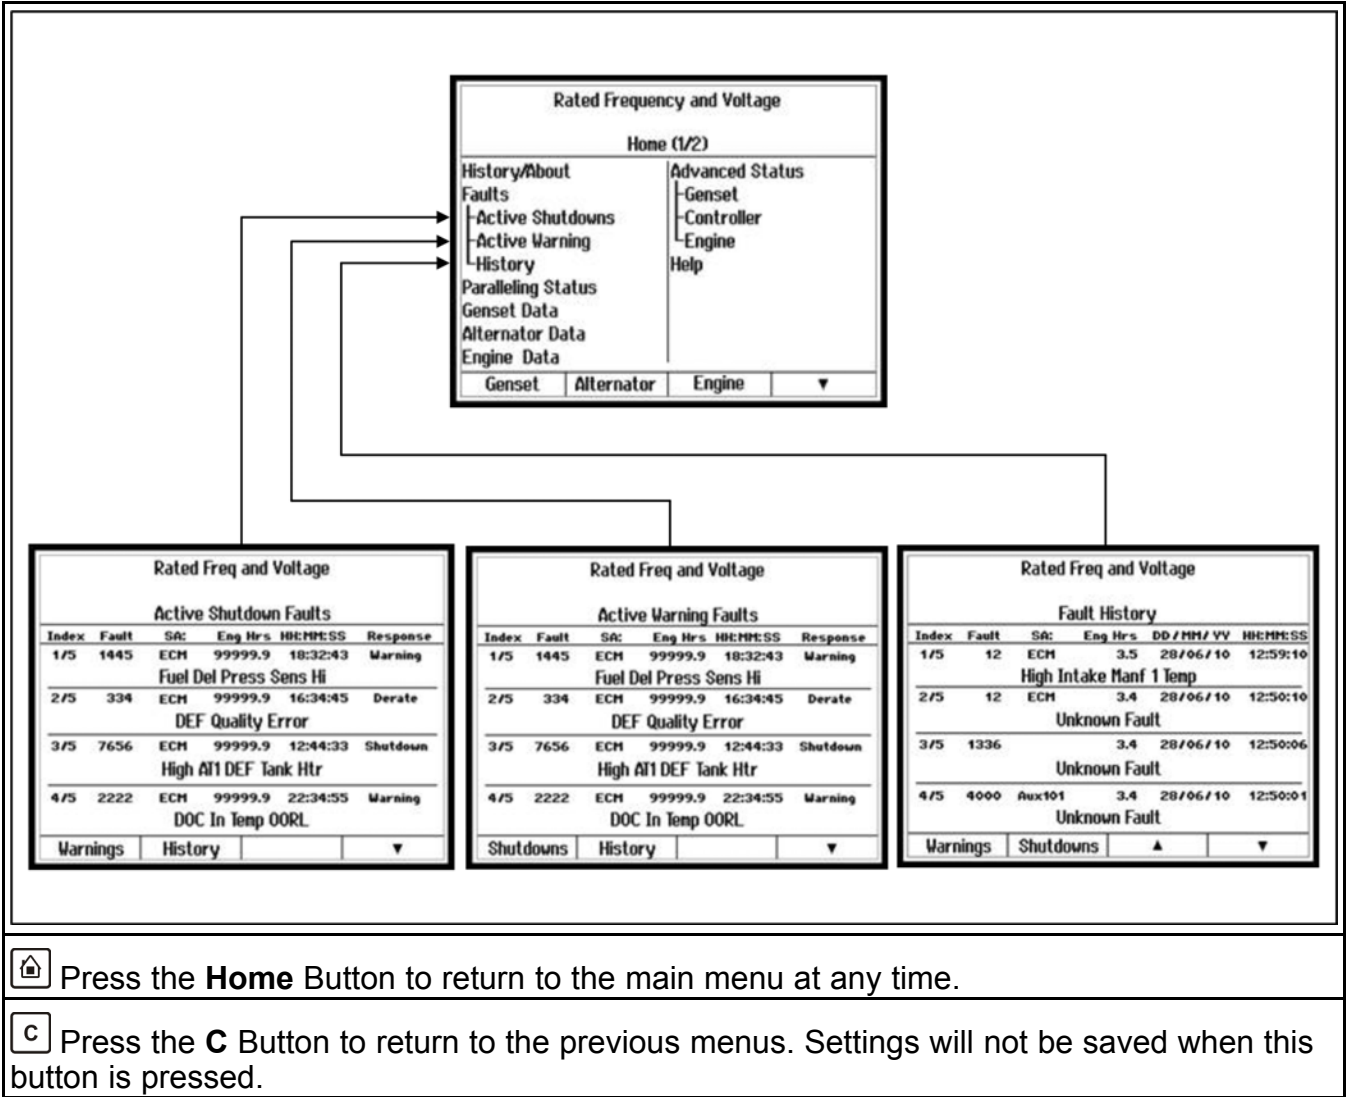 Rated Frequency and Voltage
Home (1/2)
History/About
Faults
Active Shutdowns
Active Warning
History
Paralleling Status
Genset Data
Alternator Data
Engine Data
Advanced Status
Genset
Controller
Engine
Help
Genset Alternator Engine ▼
Rated Freq and Voltage
Active Shutdown Faults
Index Fault SA: Eng Hrs HH:MM:SS Response
1/5 1445 ECM 99999.9 18:32:43 Warning
Fuel Del Press Sens Hi
2/5 334 ECM 99999.9 16:34:45 Derate
DEF Quality Error
3/5 7656 ECM 99999.9 12:44:33 Shutdown
High AT1 DEF Tank Htr
4/5 2222 ECM 99999.9 22:34:55 Warning
DOC In Temp OORL
Warnings History ▼
Rated Freq and Voltage
Active Warning Faults
Index Fault SA: Eng Hrs HH:MM:SS Response
1/5 1445 ECM 99999.9 18:32:43 Warning
Fuel Del Press Sens Hi
2/5 334 ECM 99999.9 16:34:45 Derate
DEF Quality Error
3/5 7656 ECM 99999.9 12:44:33 Shutdown
High AT1 DEF Tank Htr
4/5 2222 ECM 99999.9 22:34:55 Warning
DOC In Temp OORL
Shutdowns History ▼
Rated Freq and Voltage
Fault History
Index Fault SA: Eng Hrs DD/MM/YY HH:MM:SS
1/5 12 ECM 3.5 28/06/10 12:59:10
High Intake Manf 1 Temp
2/5 12 ECM 3.4 28/06/10 12:50:10
Unknown Fault
3/5 1336 3.4 28/06/10 12:50:06
Unknown Fault
4/5 4000 Aux101 3.4 28/06/10 12:50:01
Unknown Fault
Warnings Shutdowns ▲ ▼
Press the Home Button to return to the main menu at any time.
C Press the C Button to return to the previous menus. Settings will not be saved when this
button is pressed.